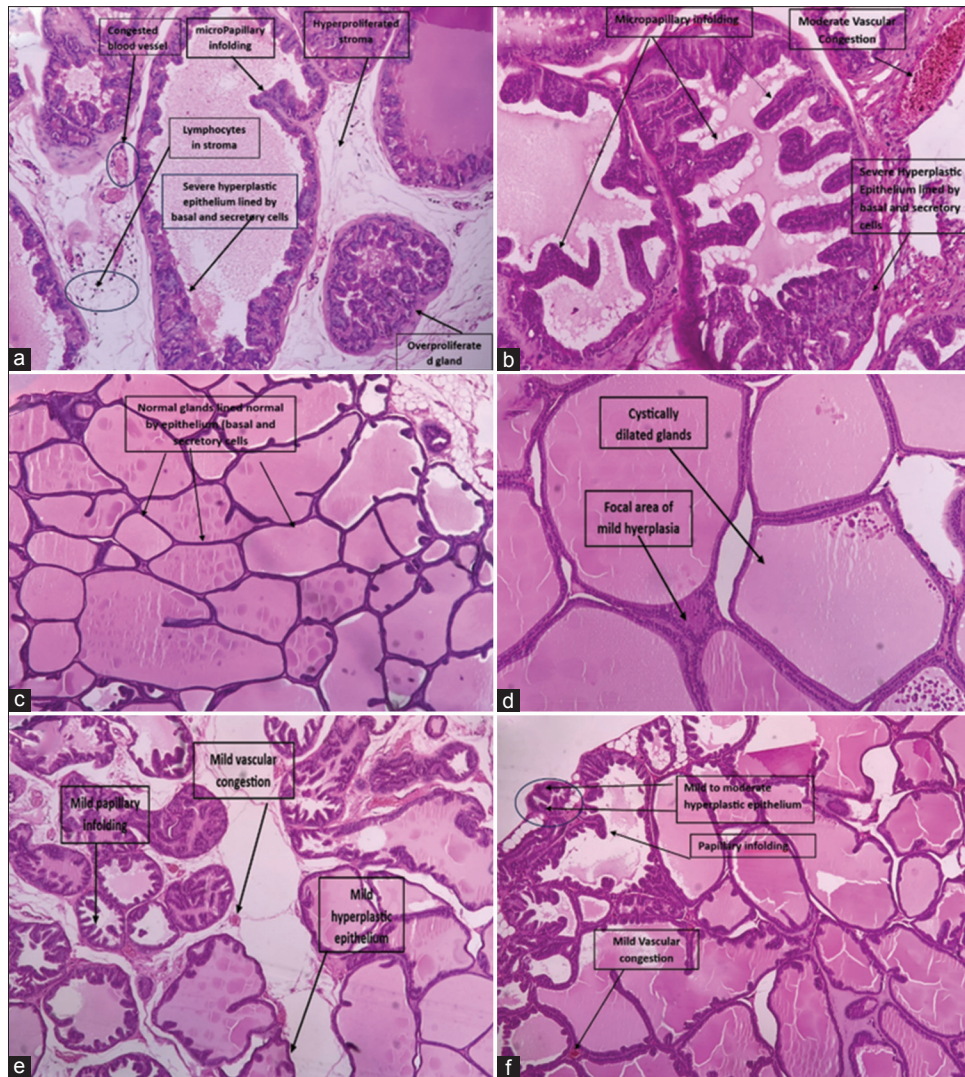 Congested
blood vessel
microPapillary
infolding
Hyperproliferated
stroma
Lymphocytes
in stroma
Severe hyperplastic
epithelium lined by
basal and secretory cells
Overproliferate
d gland
a
Micropapillary infolding
Moderate Vascular
Congestion
Severe Hyperplastic
Epithelium lined by
basal and secretory
cells
b
Normal glands lined normal
by epithelium (basal and
secretory cells
c
Cystically
dilated glands
Focal area of
mild hyerplasia
d
Mild vascular
congestion
Mild papillary
infolding
Mild
hyperplastic
epithelium
e
Mild to moderate
hyperplastic epithelium
Papillary infolding
Mild Vascular
congestion
f